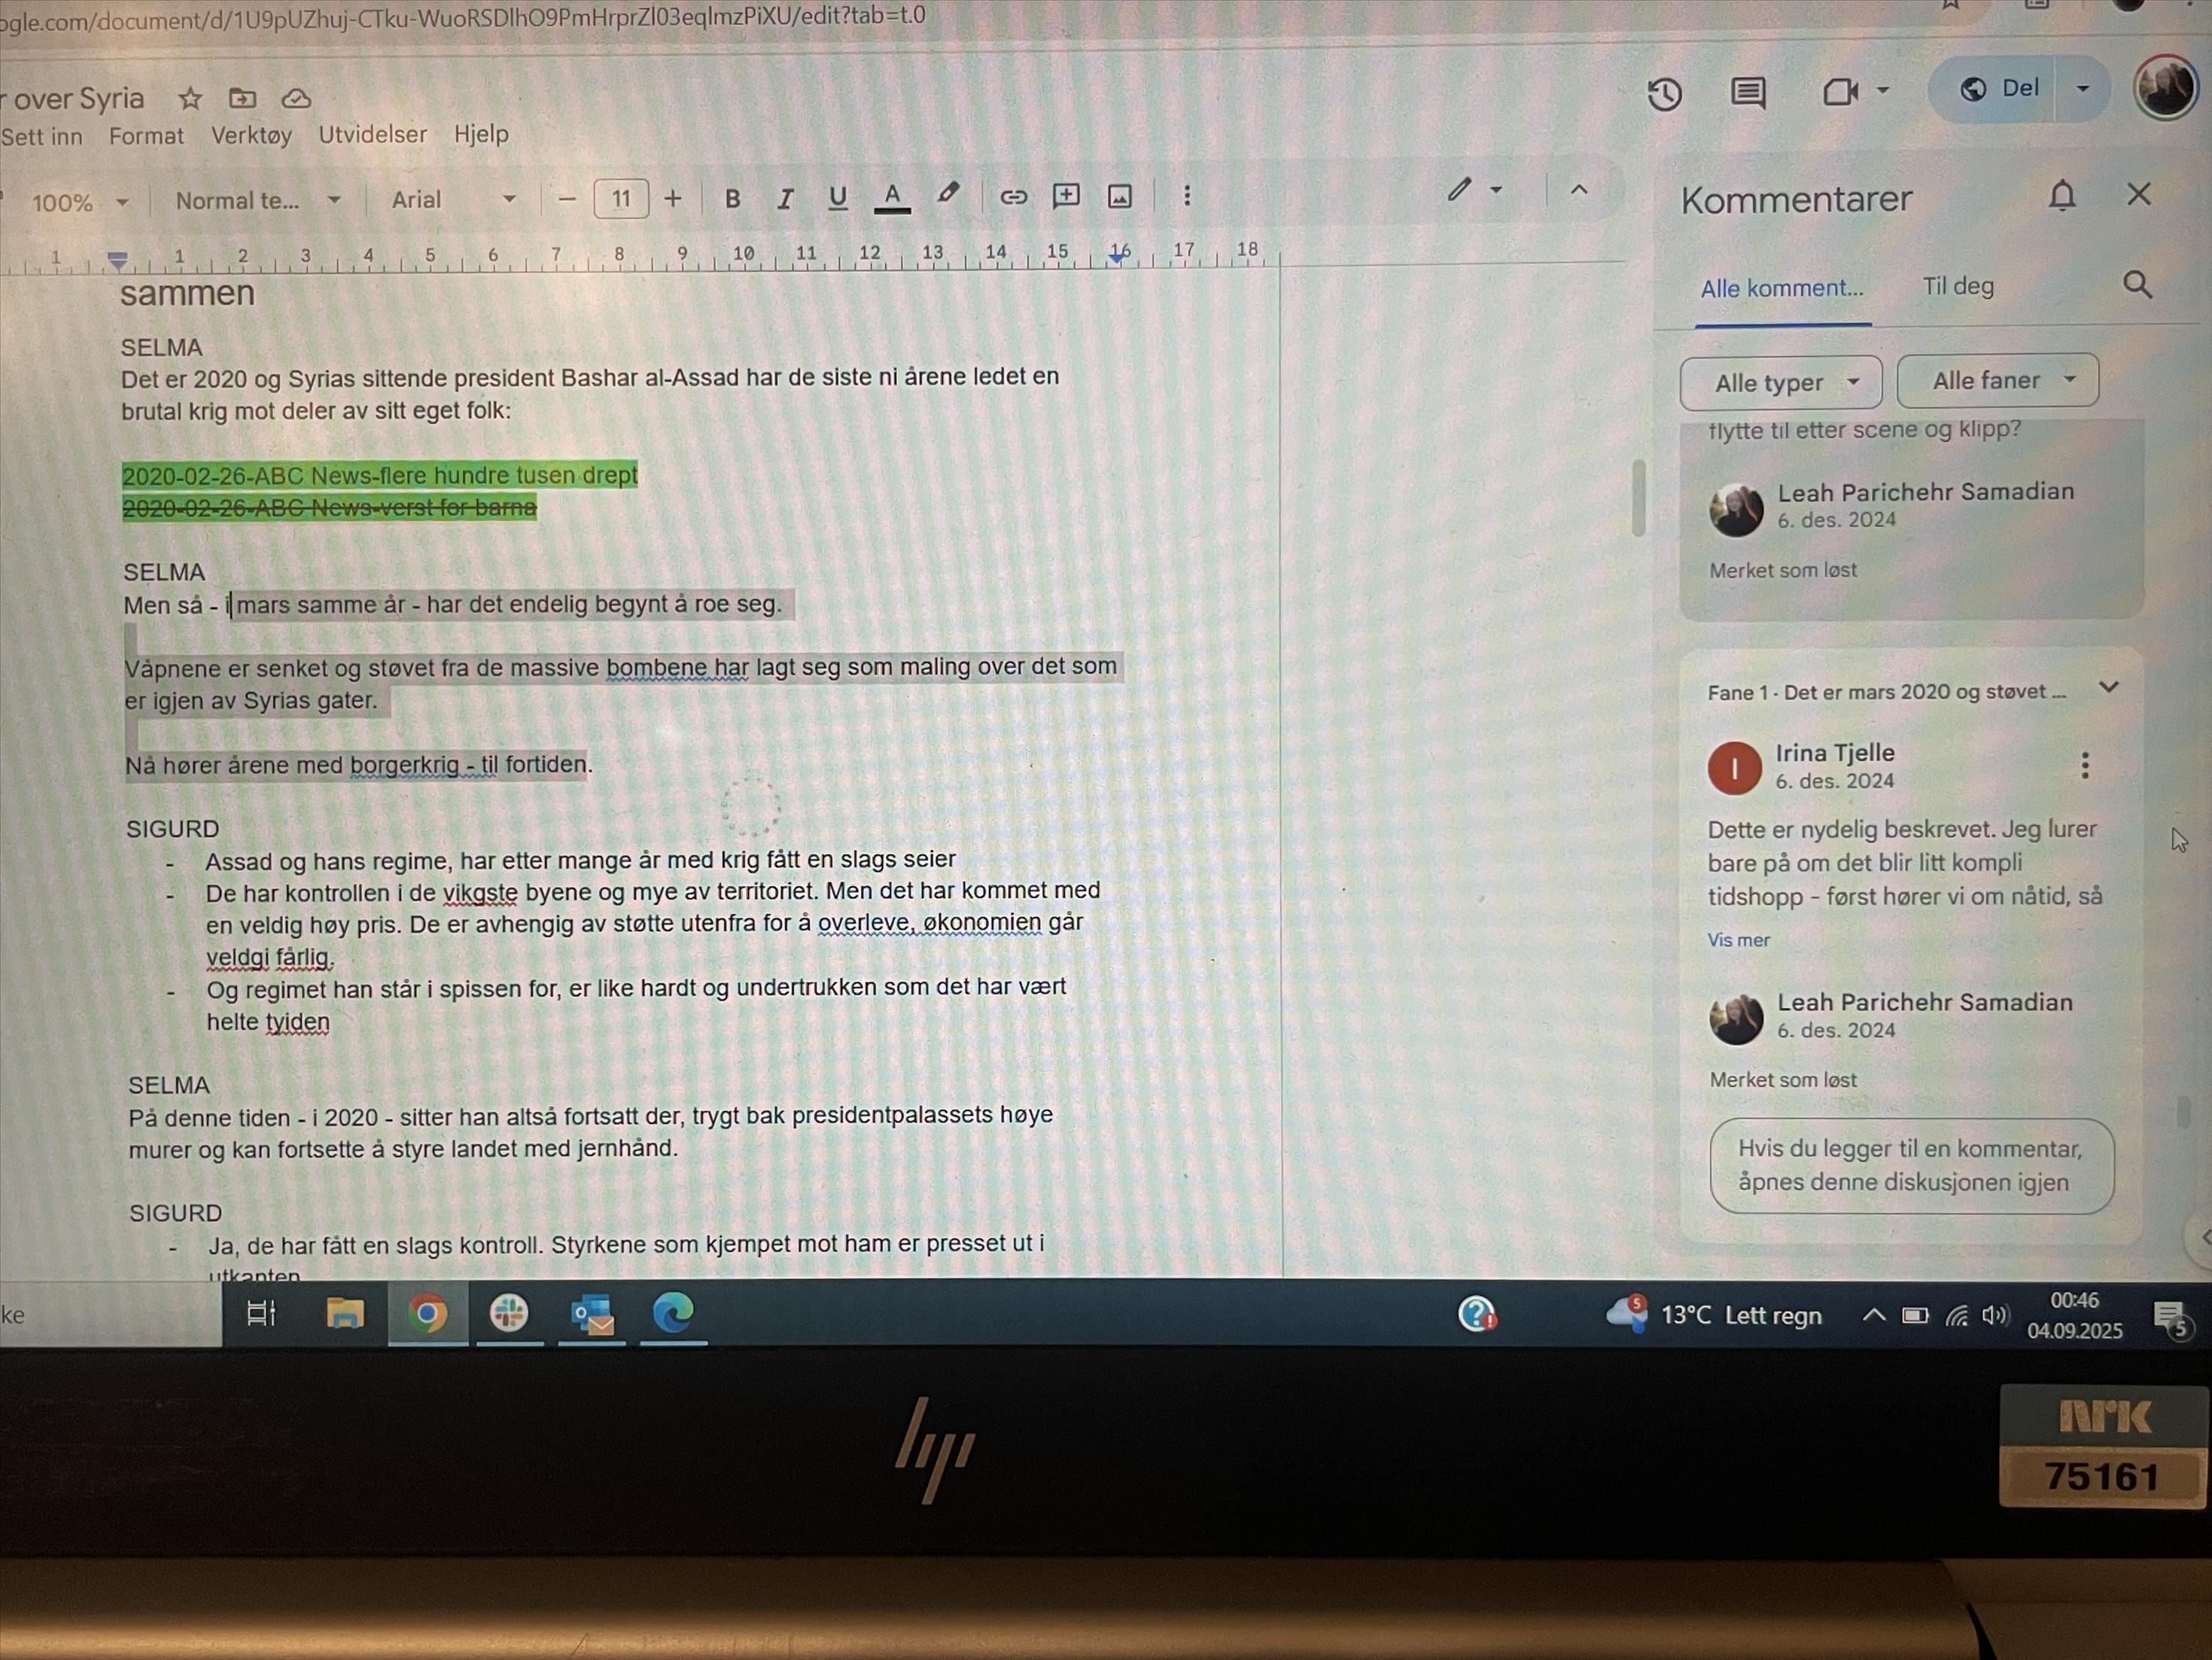 ogle.com/document/d/1U9pUZhuj-CTku-WuoRSDlhO9PmHrprZl03eqlmzPiXU/edit?tab=t.0
r over Syria
Del
Sett inn Format Verktøy Utvidelser Hjelp
100% Normal te... Arial 11 B I U A
Kommentarer
1 1 2 3 4 5 6 7 8 9 10 11 12 13 14 15 16 17 18
sammen
SELMA
Det er 2020 og Syrias sittende president Bashar al-Assad har de siste ni årene ledet en
brutal krig mot deler av sitt eget folk:
2020-02-26-ABC News-flere hundre tusen drept
2020-02-26-ABC News-verst for barna
SELMA
Men så - i mars samme år - har det endelig begynt å roe seg.
Våpnene er senket og støvet fra de massive bombene har lagt seg som maling over det som
er igjen av Syrias gater.
Nå hører årene med borgerkrig - til fortiden.
SIGURD
- Assad og hans regime, har etter mange år med krig fått en slags seier
- De har kontrollen i de vikgste byene og mye av territoriet. Men det har kommet med
en veldig høy pris. De er avhengig av støtte utenfra for å overleve, økonomien går
veldgi fårlig.
- Og regimet han står i spissen for, er like hardt og undertrukken som det har vært
helte tyiden
SELMA
På denne tiden - i 2020 - sitter han altså fortsatt der, trygt bak presidentpalassets høye
murer og kan fortsette å styre landet med jernhånd.
SIGURD
- Ja, de har fått en slags kontroll. Styrkene som kjempet mot ham er presset ut i
utkanten
Alle komment... Til deg
Alle typer Alle faner
flytte til etter scene og klipp?
Leah Parichehr Samadian
6. des. 2024
Merket som løst
Fane 1 · Det er mars 2020 og støvet ...
I
Irina Tjelle
6. des. 2024
Dette er nydelig beskrevet. Jeg lurer
bare på om det blir litt kompli
tidshopp - først hører vi om nåtid, så
Vis mer
Leah Parichehr Samadian
6. des. 2024
Merket som løst
Hvis du legger til en kommentar,
åpnes denne diskusjonen igjen
ke
5
13°C Lett regn
00:46
04.09.2025
5
hp
NRK
75161